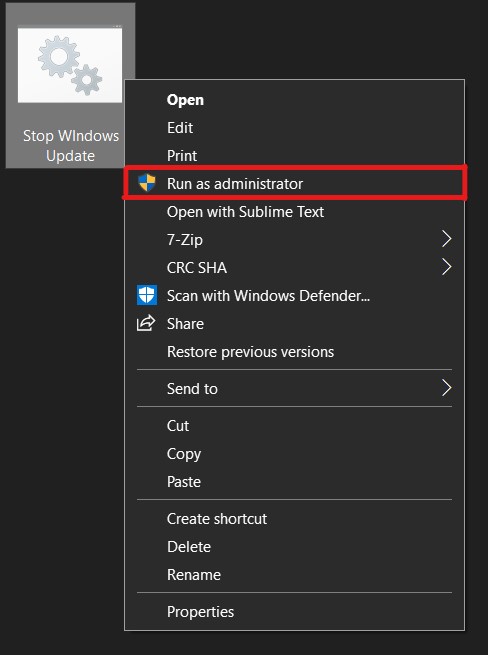 Stop WIndows
Update
Open
Edit
Print
Run as administrator
Open with Sublime Text
7-Zip
CRC SHA
Scan with Windows Defender...
Share
Restore previous versions
Send to
Cut
Copy
Paste
Create shortcut
Delete
Rename
Properties